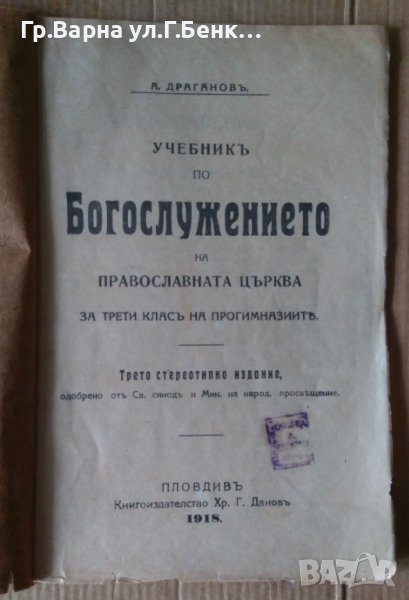 Гр.Варна ул.Г.Бенк...
А. ДРАГАНОВЪ.
УЧЕБНИКЪ
ПО
Богослужението
НА
ПРАВОСЛАВНАТА ЦЪРКВА
ЗА ТРЕТИ КЛАСЪ НА ПРОГИМНАЗИИТѢ.
Трето стереотипно издание,
одобрено отъ Св. синодъ и Мин. на народ. просвѣщение.
ПЛОВДИВЪ
Книгоиздателство Хр. Г. Дановъ
1918.
BAZAR